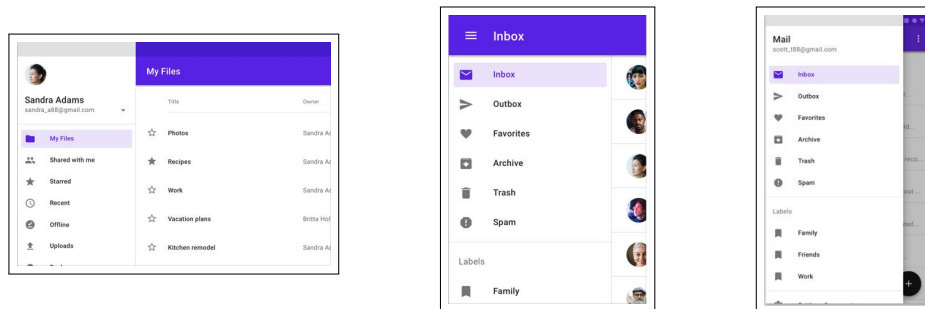 My Files
Title Owner
Sandra Adams
sandra_a88@gmail.com
My Files
Shared with me
Starred
Recent
Offline
Uploads
Photos Sandra Ad
Recipes Sandra Ad
Work Sandra Ad
Vacation plans Britta Hol
Kitchen remodel Sandra Ad
Inbox
Inbox
Outbox
Favorites
Archive
Trash
Spam
Labels
Family
Mail
scott_t88@gmail.com
Inbox
Outbox
Favorites
Archive
Trash
Spam
Labels
Family
Friends
Work